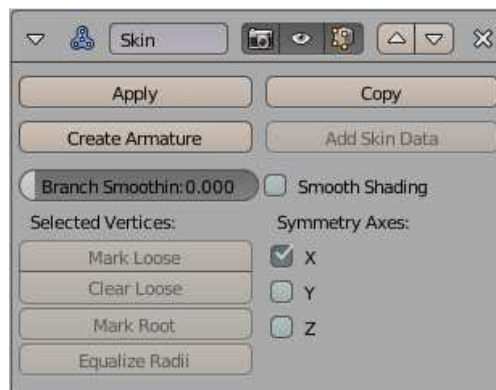 Skin
Apply Copy
Create Armature Add Skin Data
Branch Smoothin: 0.000 Smooth Shading
Selected Vertices: Symmetry Axes:
Mark Loose X
Clear Loose Y
Mark Root Z
Equalize Radii